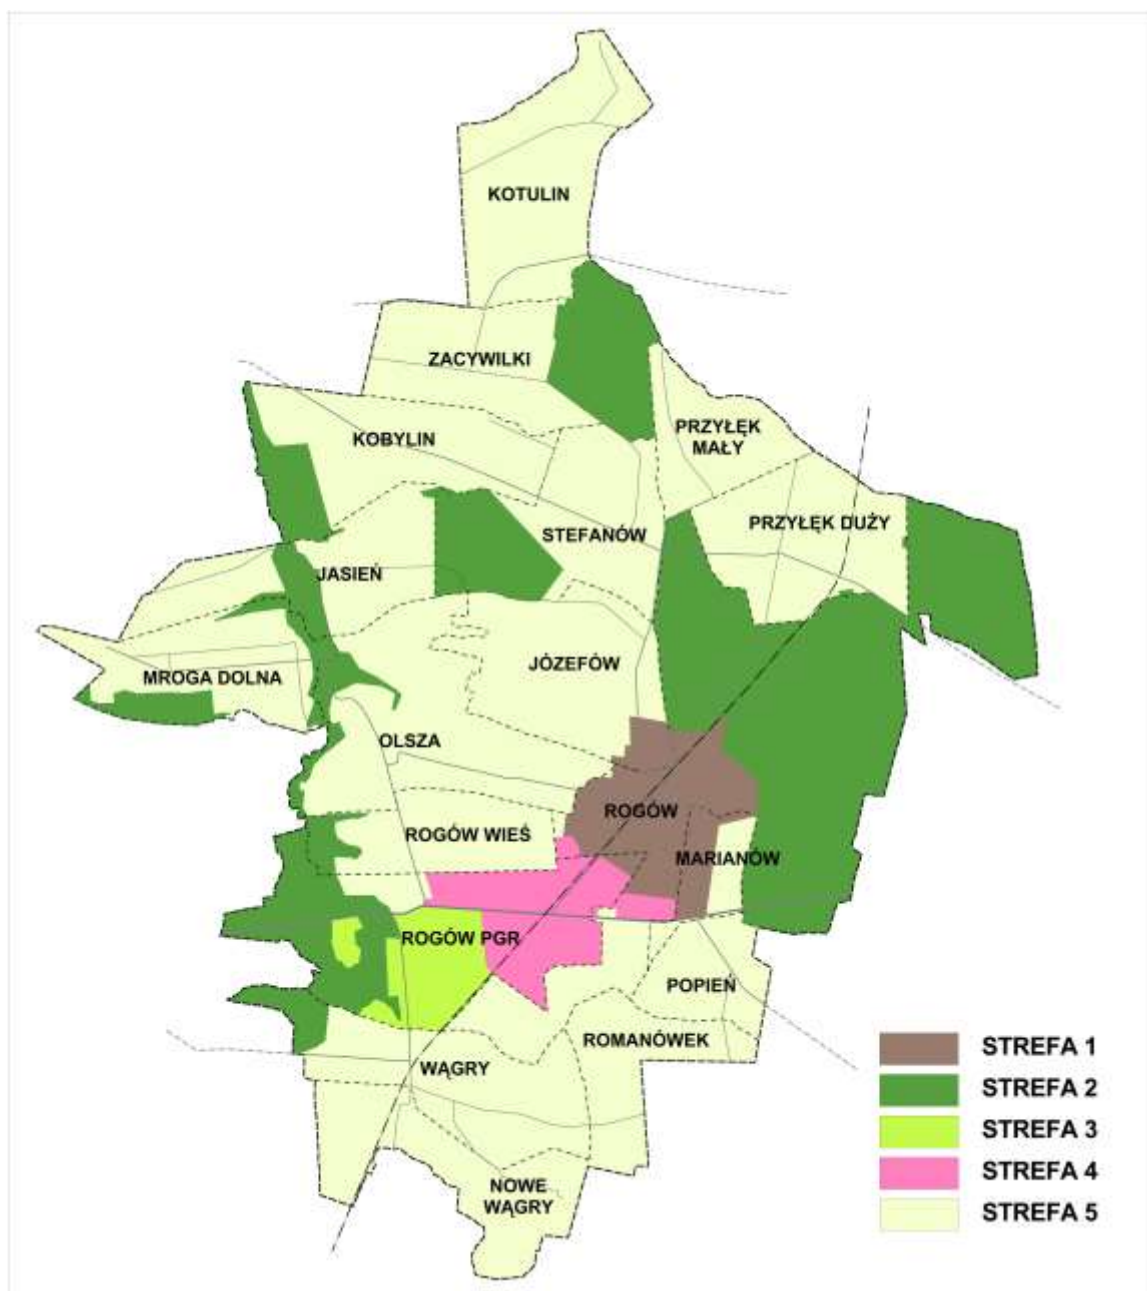 KOTULIN
ZACYWILKI
KOBYLIN
PRZYŁĘK
MAŁY
PRZYŁĘK DUŻY
STEFANÓW
JASIEŃ
JÓZEFÓW
MROGA DOLNA
OLSZA
ROGÓW
ROGÓW WIEŚ
MARIANÓW
ROGÓW PGR
POPIEŃ
ROMANÓWEK
WĄGRY
NOWE
WĄGRY
STREFA 1
STREFA 2
STREFA 3
STREFA 4
STREFA 5